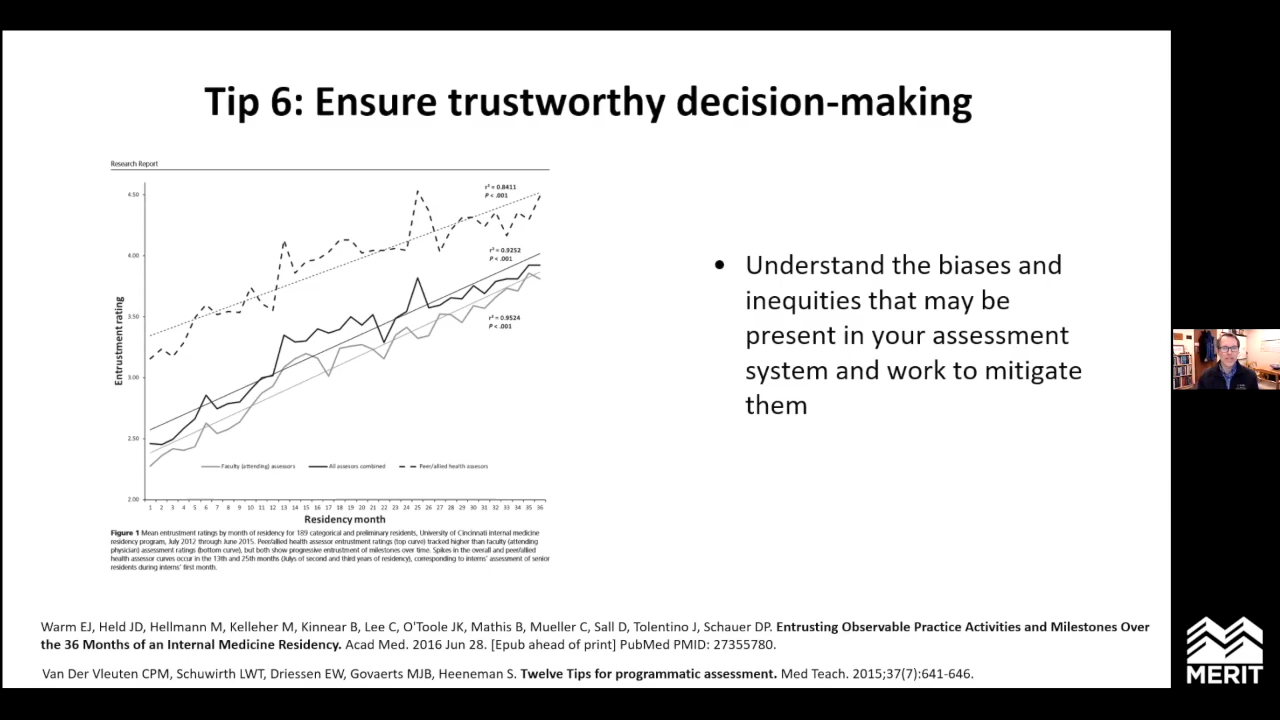 Tip 6: Ensure trustworthy decision-making
Research Report
4.50
4.00
3.50
3.00
2.50
2.00
Entrustment rating
r² = 0.8411
P < .001
r² = 0.9252
P < .001
r² = 0.9524
P < .001
Faculty (attending) assessors
All assesors combined
Peer/allied health assesors
1 2 3 4 5 6 7 8 9 10 11 12 13 14 15 16 17 18 19 20 21 22 23 24 25 26 27 28 29 30 31 32 33 34 35 36
Residency month
Figure 1 Mean entrustment ratings by month of residency for 189 categorical and preliminary residents, University of Cincinnati internal medicine
residency program, July 2012 through June 2015. Peer/allied health assessor entrustment ratings (top curve) tracked higher than faculty (attending
physician) assessment ratings (bottom curve), but both show progressive entrustment of milestones over time. Spikes in the overall and peer/allied
health assessor curves occur in the 13th and 25th months (Julys of second and third years of residency), corresponding to interns' assessment of senior
residents during interns' first month.
• Understand the biases and
inequities that may be
present in your assessment
system and work to mitigate
them
Warm EJ, Held JD, Hellmann M, Kelleher M, Kinnear B, Lee C, O'Toole JK, Mathis B, Mueller C, Sall D, Tolentino J, Schauer DP. Entrusting Observable Practice Activities and Milestones Over
the 36 Months of an Internal Medicine Residency. Acad Med. 2016 Jun 28. [Epub ahead of print] PubMed PMID: 27355780.
Van Der Vleuten CPM, Schuwirth LWT, Driessen EW, Govaerts MJB, Heeneman S. Twelve Tips for programmatic assessment. Med Teach. 2015;37(7):641-646.
MERIT